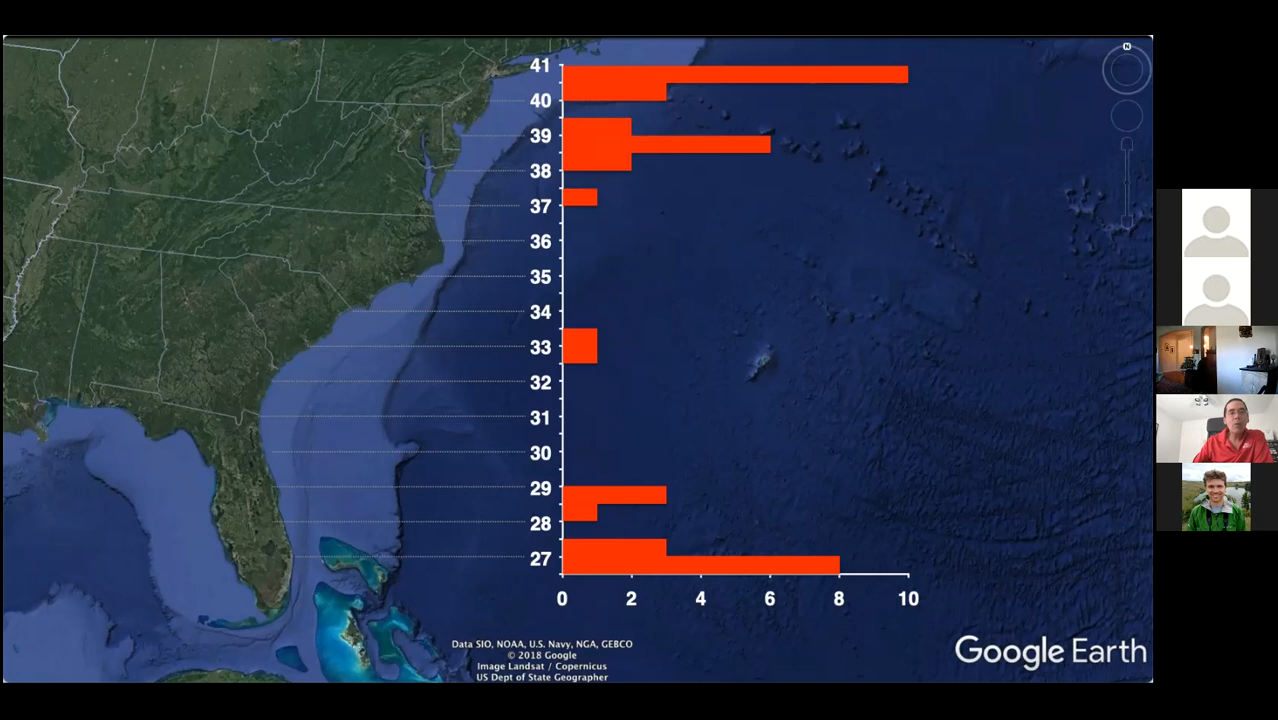 N
41
40
39
38
37
36
35
34
33
32
31
30
29
28
27
0 2 4 6 8 10
Data SIO, NOAA, U.S. Navy, NGA, GEBCO
© 2018 Google
Image Landsat / Copernicus
US Dept of State Geographer
Google Earth